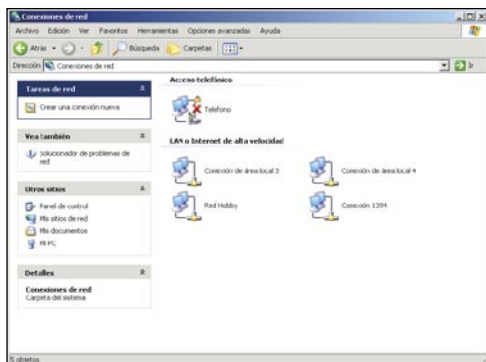 Conexiones de red
Archivo Edición Ver Favoritos Herramientas Opciones avanzadas Ayuda
Atrás Búsqueda Carpetas
Dirección Conexiones de red Ir
Tareas de red
Crear una conexión nueva
Vea también
Solucionador de problemas de
red
Otros sitios
Panel de control
Mis sitios de red
Mis documentos
Mi PC
Detalles
Conexiones de red
Carpeta del sistema
Acceso telefónico
Telefono
LAN o Internet de alta velocidad
Conexión de área local 3 Conexión de área local 4
Red Hobby Conexión 1394
5 objetos